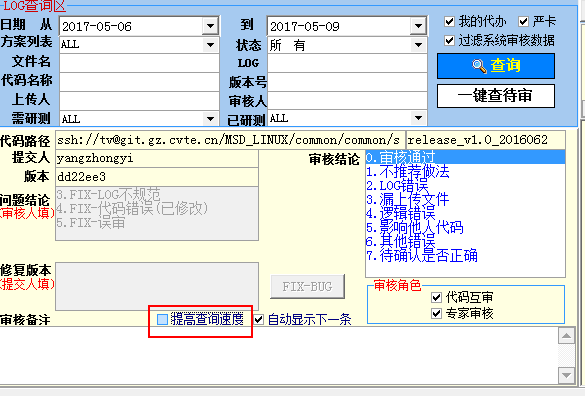 LOG查询区
日期 从 2017-05-06 到 2017-05-09 我的代办 严卡
方案列表 ALL 状态 所 有 过滤系统审核数据
文件名 LOG 查询
代码名称 版本号
上传人 审核人 一键查待审
需研测 ALL 已研测 ALL
代码路径 ssh://tv@git.gz.cvte.cn/MSD_LINUX/common/common/s release_v1.0_2016062
提交人 yangzhongyi 审核结论 0.审核通过
版本 dd22ee3 1.不推荐做法
2.LOG错误
问题结论 3.FIX-LOG不规范 3.漏上传文件
(审核人填) 4.FIX-代码错误(已修改) 4.逻辑错误
5.FIX-误审 5.影响他人代码
6.其他错误
7.待确认是否正确
修复版本
(提交人填) FIX-BUG 审核角色
代码互审
专家审核
审核备注 提高查询速度 自动显示下一条